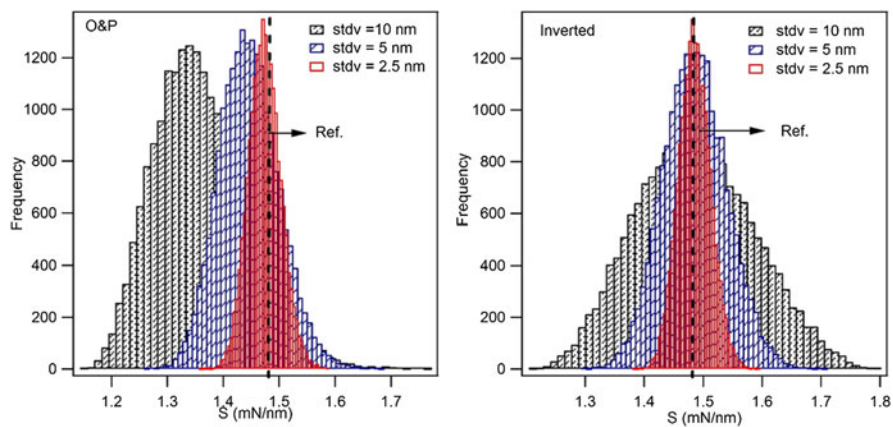 O&P
stdv =10 nm
stdv = 5 nm
stdv = 2.5 nm
Ref.
Frequency
1200
1000
800
600
400
200
0
1.2 1.3 1.4 1.5 1.6 1.7
S (mN/nm)
Inverted
stdv = 10 nm
stdv = 5 nm
stdv = 2.5 nm
Ref.
Frequency
1200
1000
800
600
400
200
0
1.3 1.4 1.5 1.6 1.7 1.8
S (mN/nm)